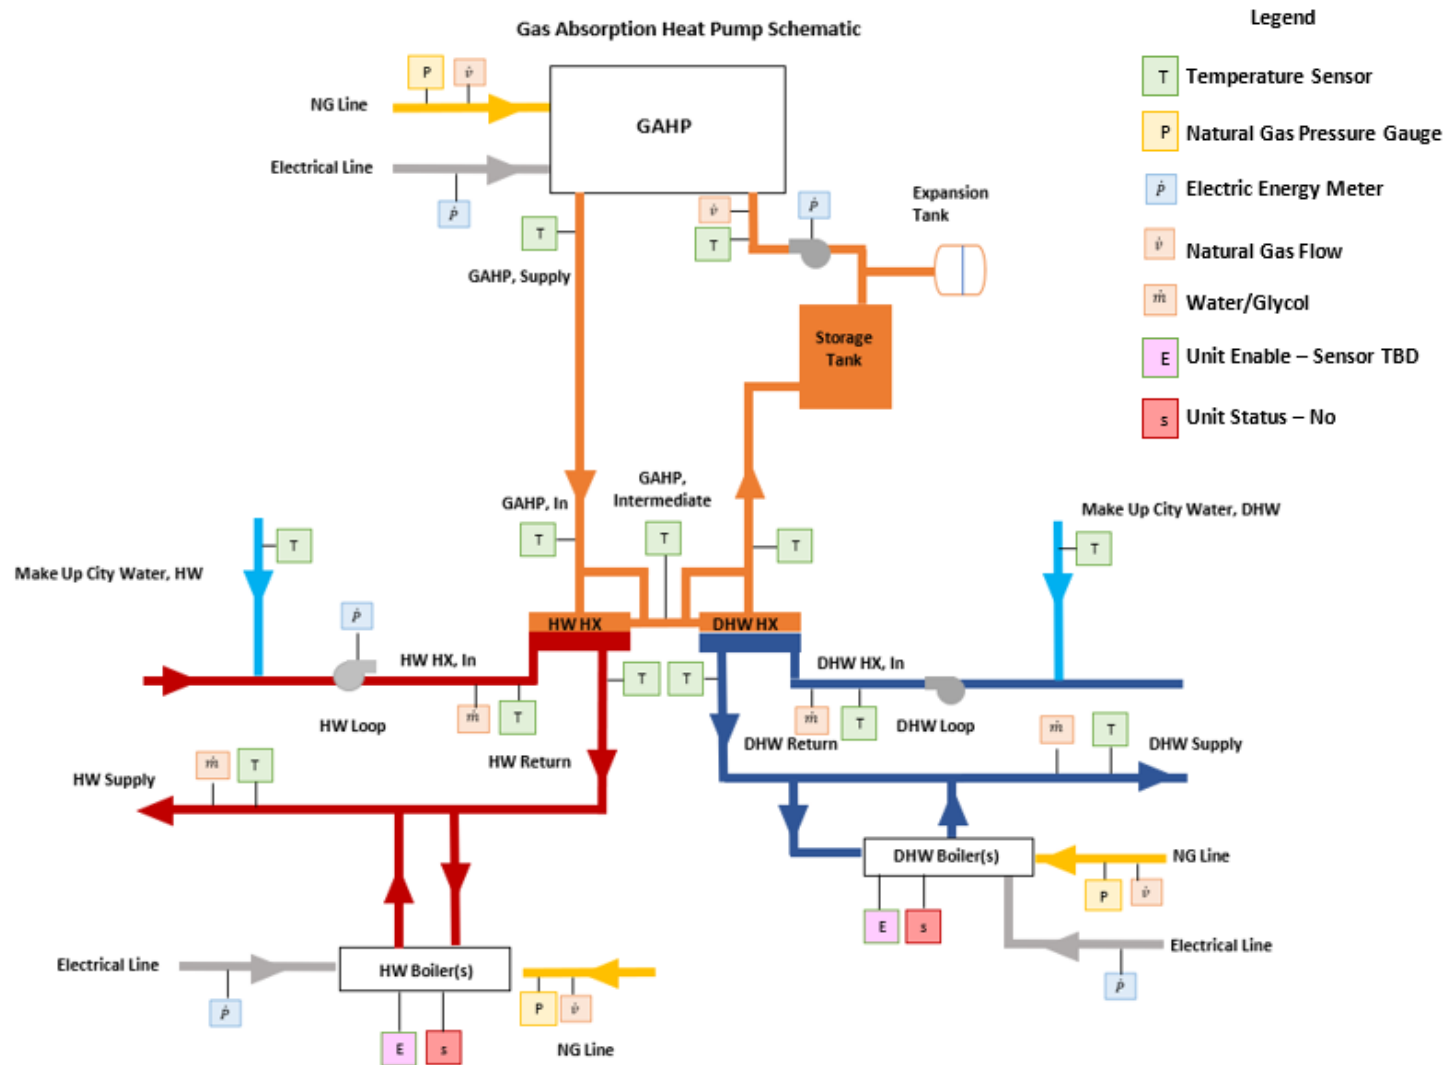 Gas Absorption Heat Pump Schematic
Legend
T Temperature Sensor
P Natural Gas Pressure Gauge
Ṗ Electric Energy Meter
v̇ Natural Gas Flow
ṁ Water/Glycol
E Unit Enable – Sensor TBD
s Unit Status – No
P
v̇
NG Line
GAHP
Electrical Line
Ṗ
T
GAHP, Supply
v̇
T
Ṗ
Expansion
Tank
Storage
Tank
GAHP, In
T
GAHP,
Intermediate
T
T
Make Up City Water, HW
T
Make Up City Water, DHW
T
Ṗ
HW HX
DHW HX
HW HX, In
T
T
DHW HX, In
HW Loop
ṁ
T
ṁ
T
DHW Loop
HW Return
DHW Return
HW Supply
ṁ
T
ṁ
T
DHW Supply
DHW Boiler(s)
NG Line
P
v̇
E
s
Electrical Line
Ṗ
Electrical Line
Ṗ
HW Boiler(s)
P
v̇
NG Line
E
s